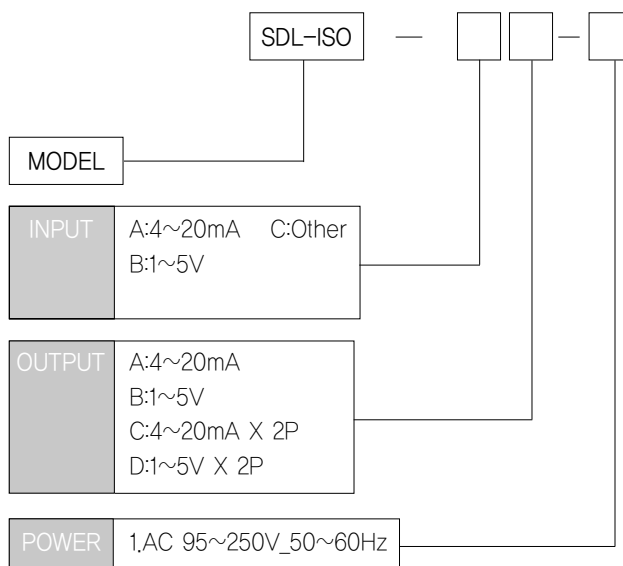 SDL-ISO — -
MODEL
INPUT A:4~20mA C:Other
B:1~5V
OUTPUT A:4~20mA
B:1~5V
C:4~20mA X 2P
D:1~5V X 2P
POWER 1.AC 95~250V_50~60Hz